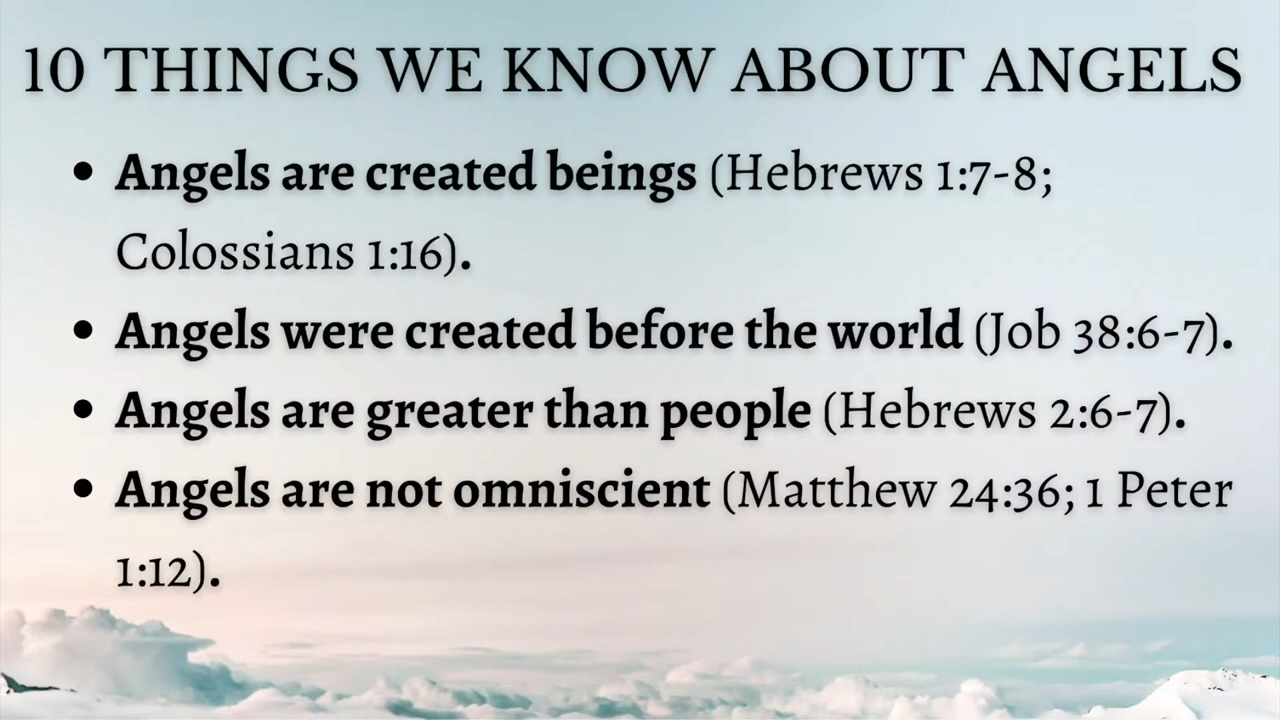 10 THINGS WE KNOW ABOUT ANGELS
• Angels are created beings (Hebrews 1:7-8;
Colossians 1:16).
• Angels were created before the world (Job 38:6-7).
• Angels are greater than people (Hebrews 2:6-7).
• Angels are not omniscient (Matthew 24:36; 1 Peter
1:12).